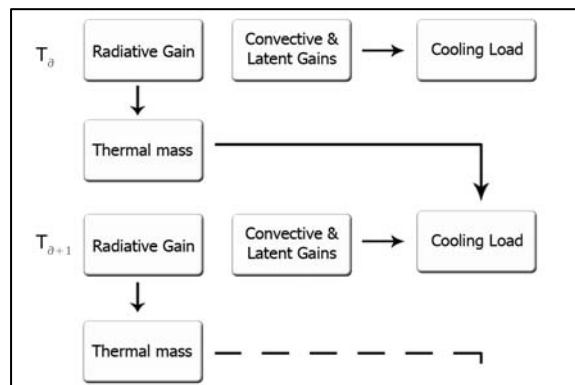 T∂
Radiative Gain
Convective &
Latent Gains
Cooling Load
Thermal mass
T∂+1
Radiative Gain
Convective &
Latent Gains
Cooling Load
Thermal mass